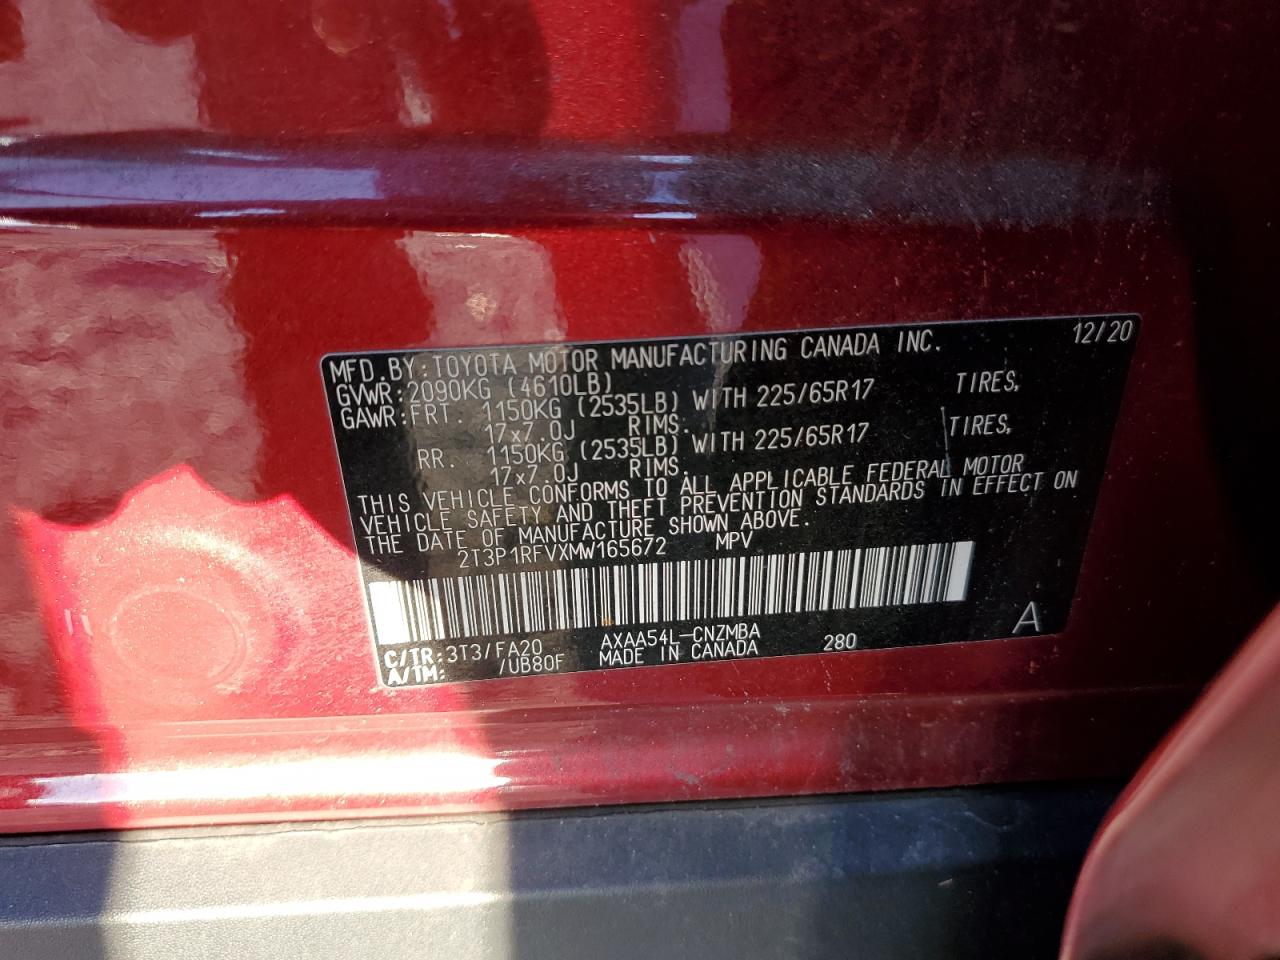 MFD. BY: TOYOTA MOTOR MANUFACTURING CANADA INC. 12/20
GVWR: 2090KG (4610LB)
GAWR: FRT. 1150KG (2535LB) WITH 225/65R17 TIRES,
17x7.0J RIMS.
RR. 1150KG (2535LB) WITH 225/65R17 TIRES,
17x7.0J RIMS.
THIS VEHICLE CONFORMS TO ALL APPLICABLE FEDERAL MOTOR
VEHICLE SAFETY AND THEFT PREVENTION STANDARDS IN EFFECT ON
THE DATE OF MANUFACTURE SHOWN ABOVE.
2T3P1RFVXMW165672 MPV
C/TR: 3T3/FA20 AXAA54L-CNZMBA 280 A
A/TM: /UB80F MADE IN CANADA